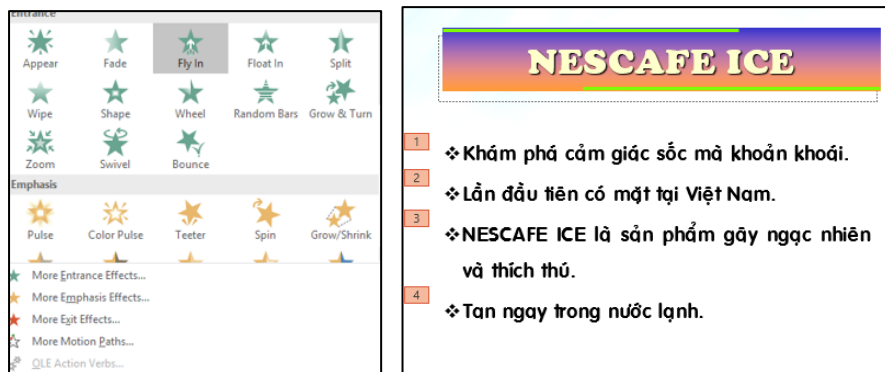 Entrance
Appear Fade Fly In Float In Split
Wipe Shape Wheel Random Bars Grow & Turn
Zoom Swivel Bounce
Emphasis
Pulse Color Pulse Teeter Spin Grow/Shrink
More Entrance Effects...
More Emphasis Effects...
More Exit Effects...
More Motion Paths...
OLE Action Verbs...
NESCAFE ICE
1
❖Khám phá cảm giác sốc mà khoản khoái.
2
❖Lần đầu tiên có mặt tại Việt Nam.
3
❖NESCAFE ICE là sản phẩm gãy ngạc nhiên
và thích thú.
4
❖Tan ngay trong nước lạnh.